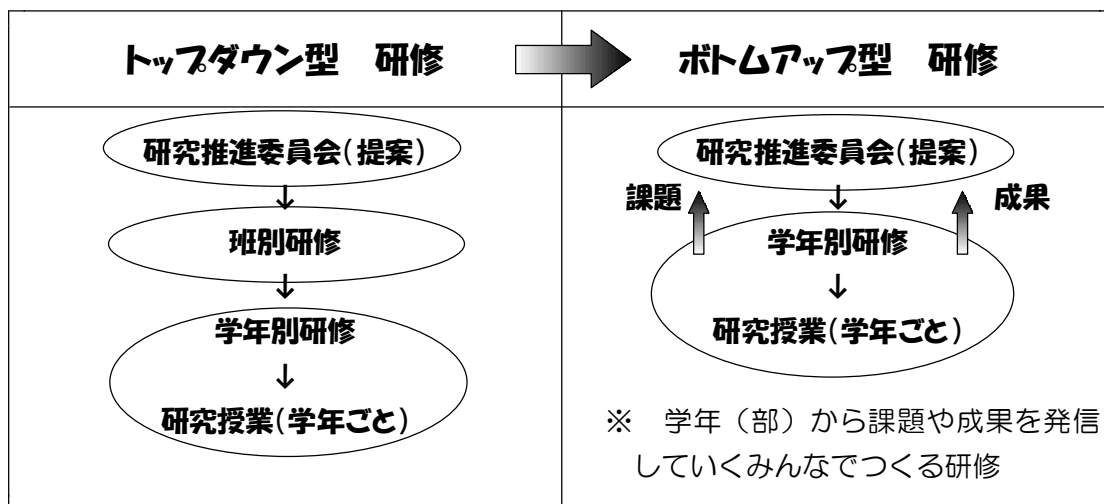 トップダウン型　研修
ボトムアップ型　研修
研究推進委員会(提案)
↓
班別研修
↓
学年別研修
↓
研究授業(学年ごと)
研究推進委員会(提案)
課題
↓
成果
学年別研修
↓
研究授業(学年ごと)
※　学年（部）から課題や成果を発信
していくみんなでつくる研修